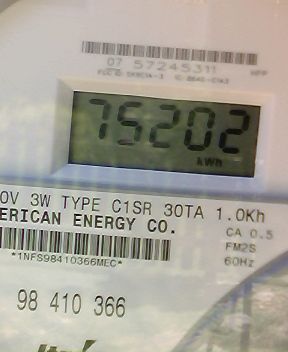 07 57245311
75202
kWh
0V 3W TYPE C1SR 30TA 1.0Kh
ERICAN ENERGY CO.
CA 0.5
FM2S
*1NFS98410366MEC*
60Hz
98 410 366